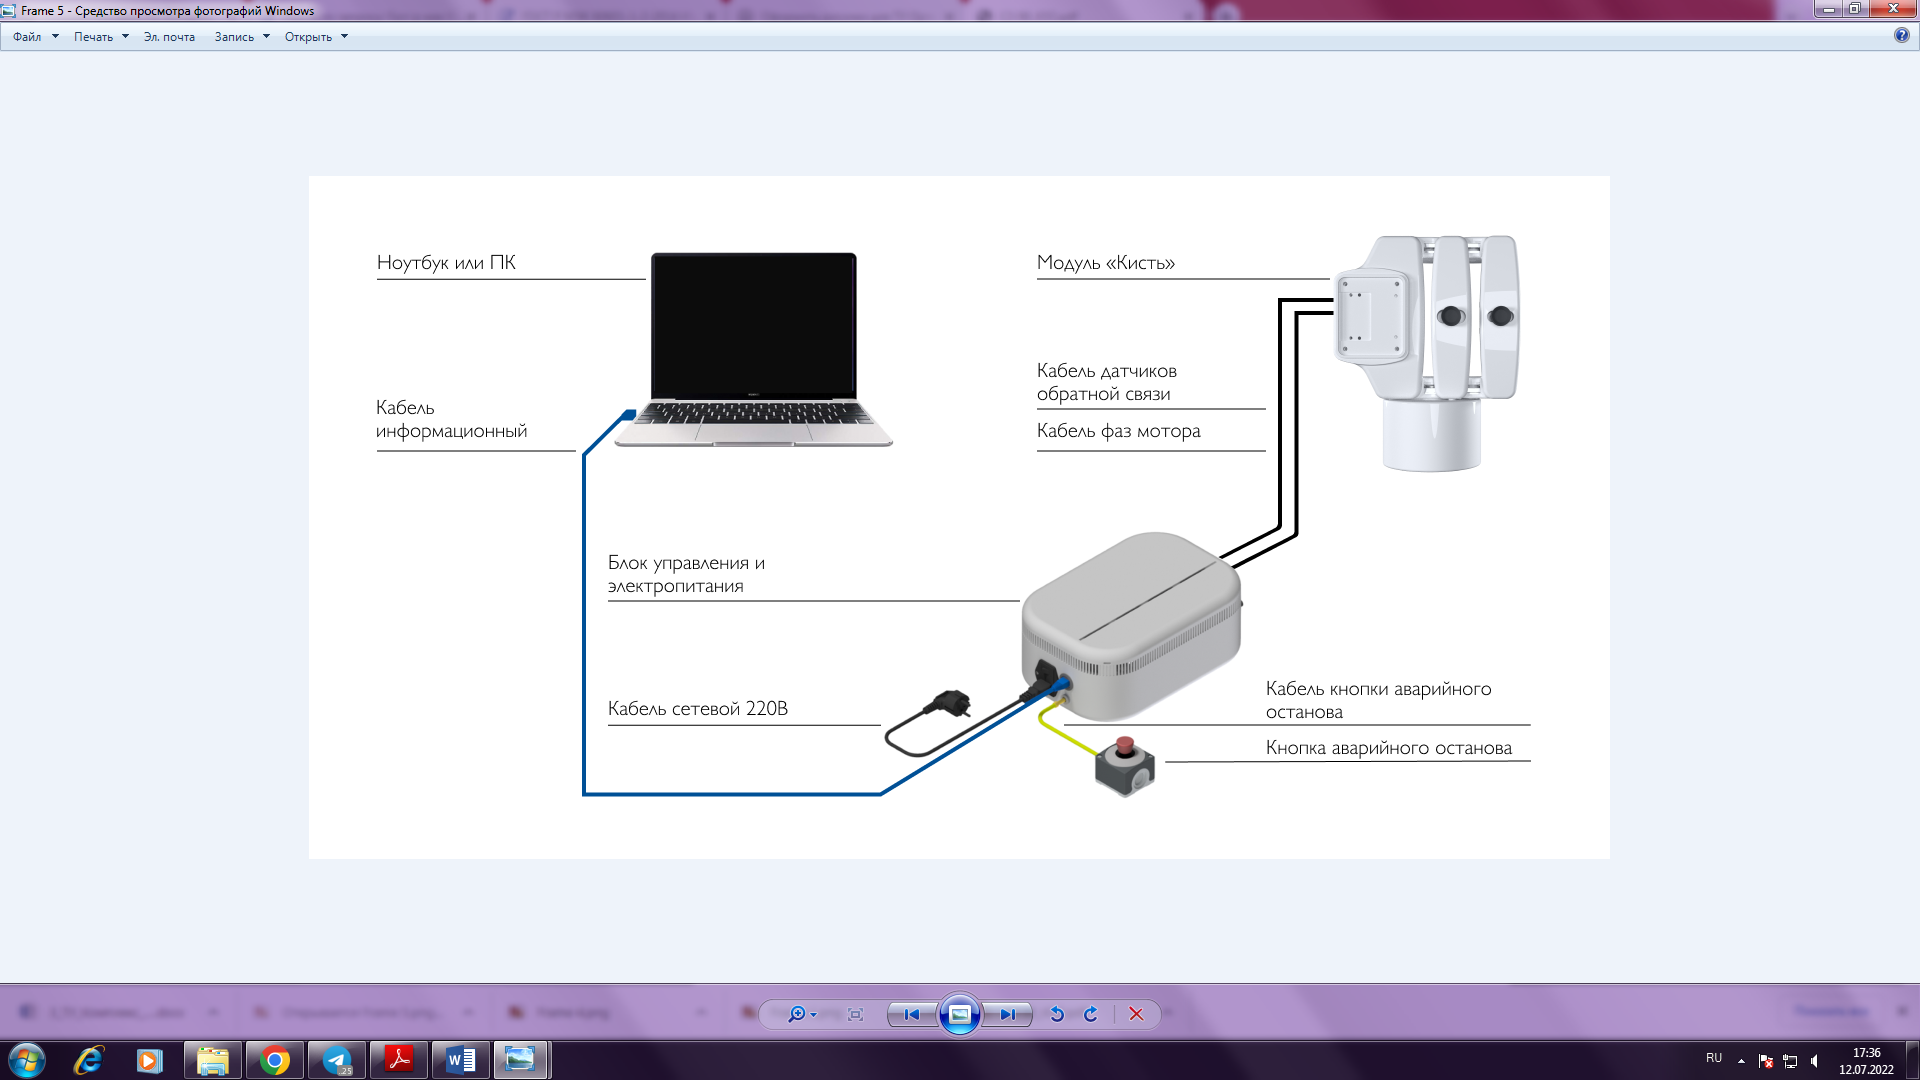 Frame 5 - Средство просмотра фотографий Windows
Файл
Печать
Эл. почта
Запись
Открыть
Ноутбук или ПК
Модуль «Кисть»
Кабель датчиков
обратной связи
Кабель
информационный
Кабель фаз мотора
Блок управления и
электропитания
Кабель сетевой 220В
Кабель кнопки аварийного
останова
Кнопка аварийного останова
25
RU
17:36
12.07.2022